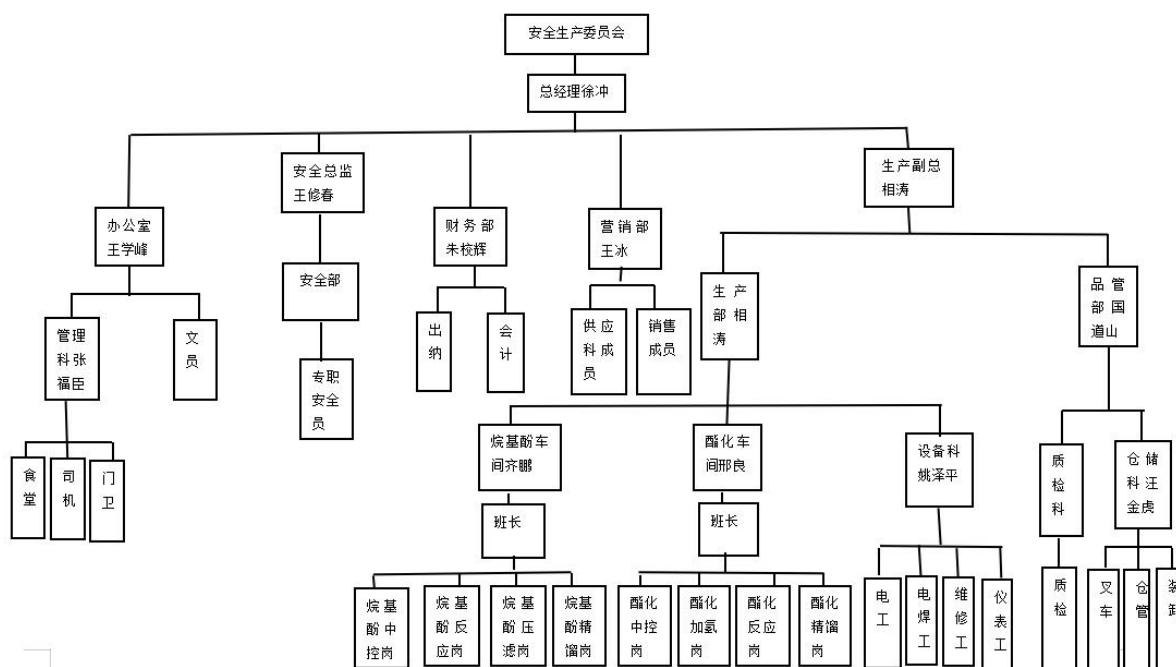 安全生产委员会
总经理徐冲
安全总监
王修春
生产副总
相涛
办公室
王学峰
财务部
朱校辉
营销部
王冰
安全部
生产
部相
涛
品管
部国
道山
管理
科张
福臣
文
员
出
纳
会
计
供应
科成
员
销售
成员
专职
安全
员
烷基酚车
间齐鹏
酯化车
间邢良
设备科
姚泽平
质
检
科
仓储
科汪
金虎
食
堂
司
机
门
卫
班长
班长
烷基
酚中
控岗
烷基
酚反
应岗
烷基
酚压
滤岗
烷基
酚精
馏岗
酯化
中控
岗
酯化
加氢
岗
酯化
反应
岗
酯化
精馏
岗
电
工
电
焊
工
维
修
工
仪
表
工
质
检
叉
车
仓
管
装
卸